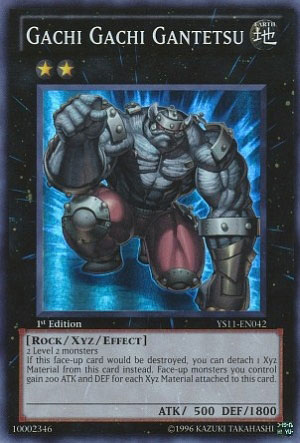 GACHI GACHI GANTETSU
EARTH
地
1st Edition
YS11-EN042
[ROCK/XYZ/EFFECT]
2 Level 2 monsters
If this face-up card would be destroyed, you can detach 1 Xyz
Material from this card instead. Face-up monsters you control
gain 200 ATK and DEF for each Xyz Material attached to this card.
ATK/ 500 DEF/1800
10002346
©1996 KAZUKI TAKAHASHI